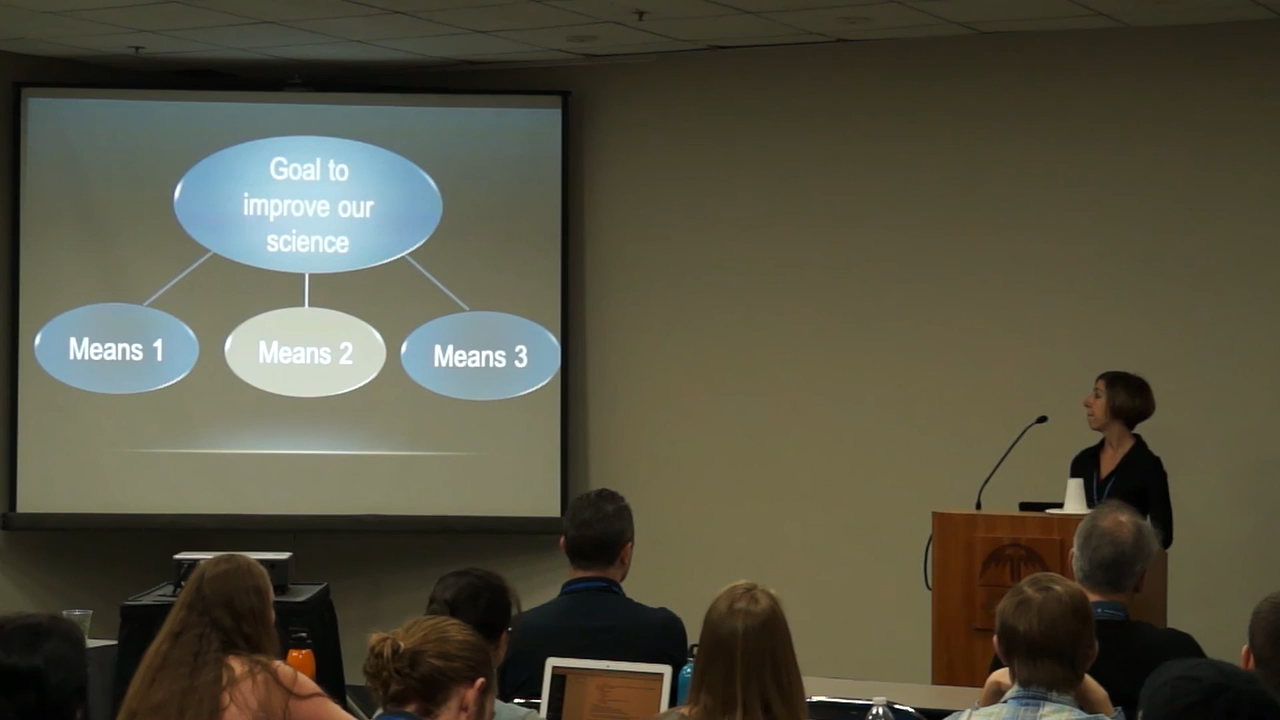 Goal to
improve our
science
Means 1
Means 2
Means 3